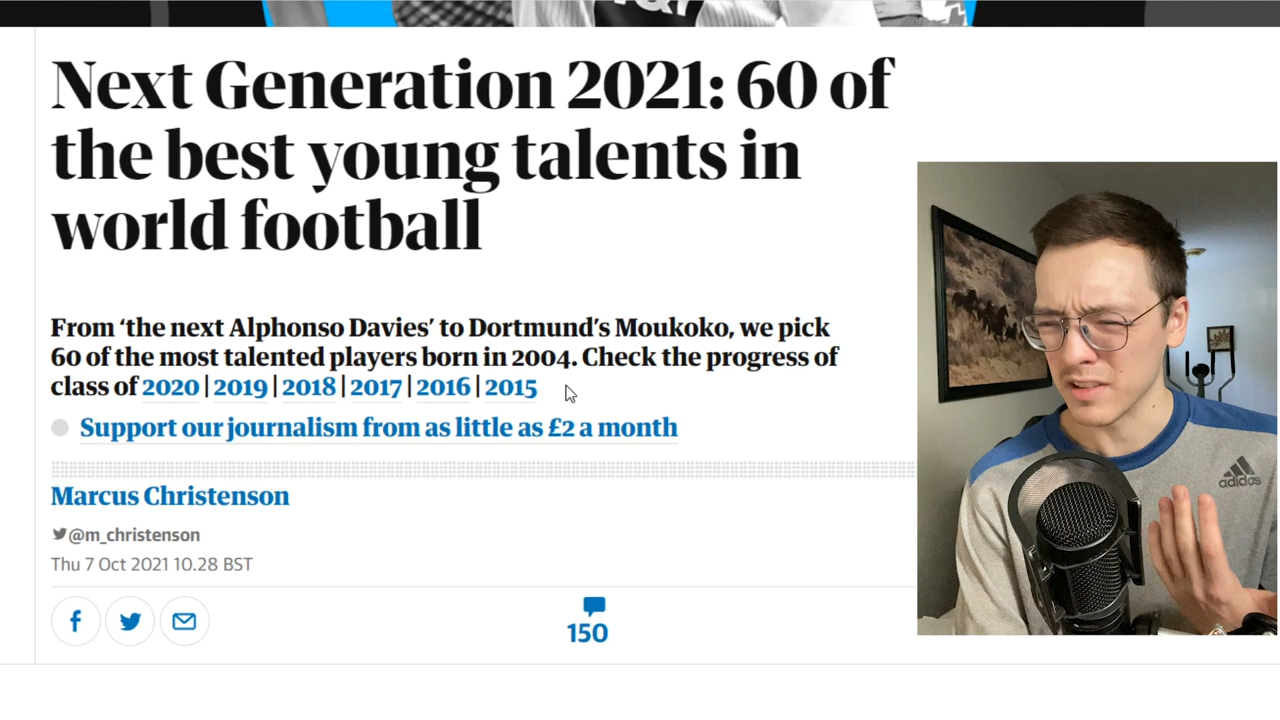 Next Generation 2021: 60 of
the best young talents in
world football
From ‘the next Alphonso Davies’ to Dortmund’s Moukoko, we pick
60 of the most talented players born in 2004. Check the progress of
class of 2020 | 2019 | 2018 | 2017 | 2016 | 2015
Support our journalism from as little as £2 a month
Marcus Christenson
@m_christenson
Thu 7 Oct 2021 10.28 BST
150
adidas